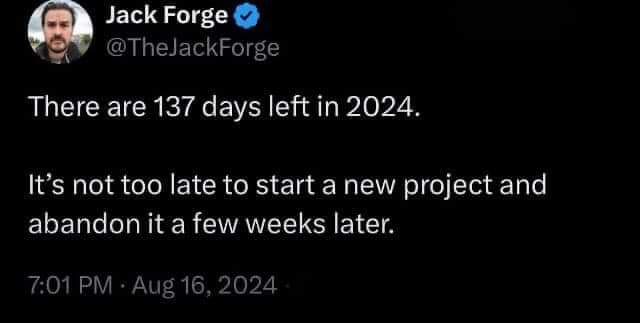 Jack Forge
@TheJackForge
There are 137 days left in 2024.
It’s not too late to start a new project and
abandon it a few weeks later.
7:01 PM · Aug 16, 2024 ·